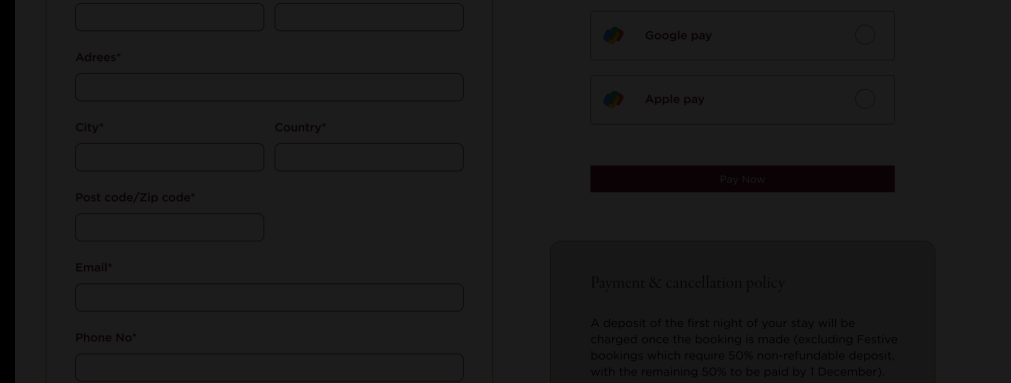 Adrees*
City*
Country*
Post code/Zip code*
Email*
Phone No*
Google pay
Apple pay
Pay Now
Payment & cancellation policy
A deposit of the first night of your stay will be
charged once the booking is made (excluding Festive
bookings which require 50% non-refundable deposit,
with the remaining 50% to be paid by 1 December).